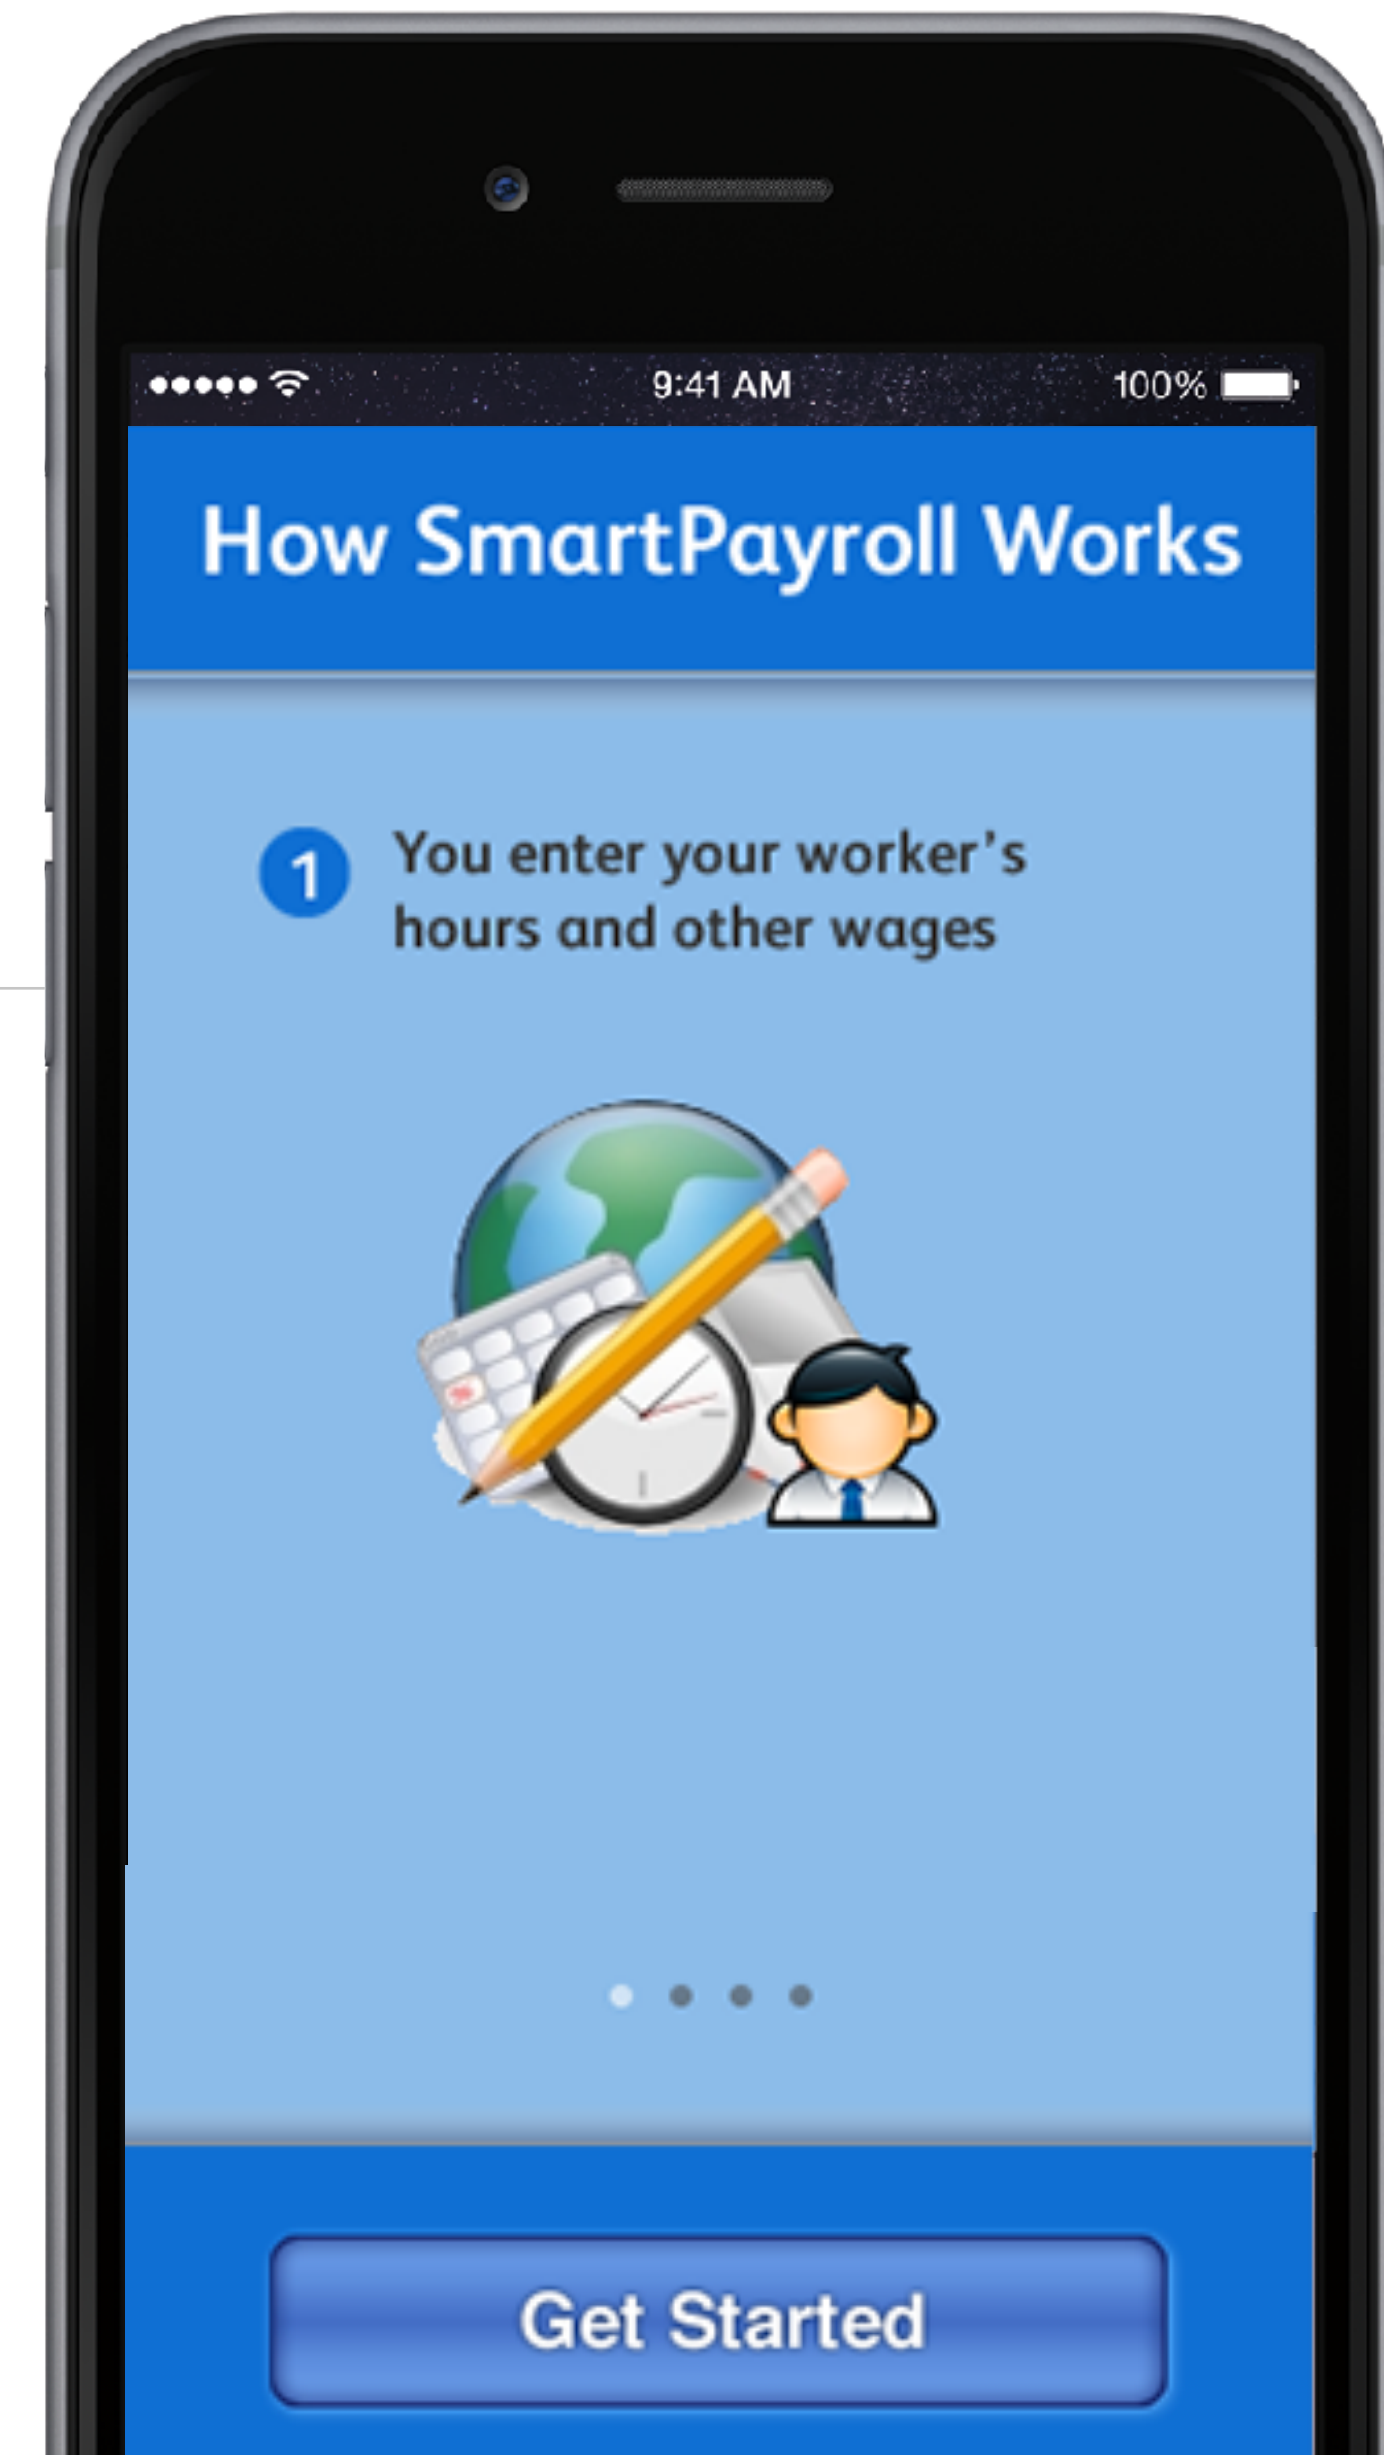 9:41 AM 100%
How SmartPayroll Works
1 You enter your worker’s
hours and other wages
Get Started